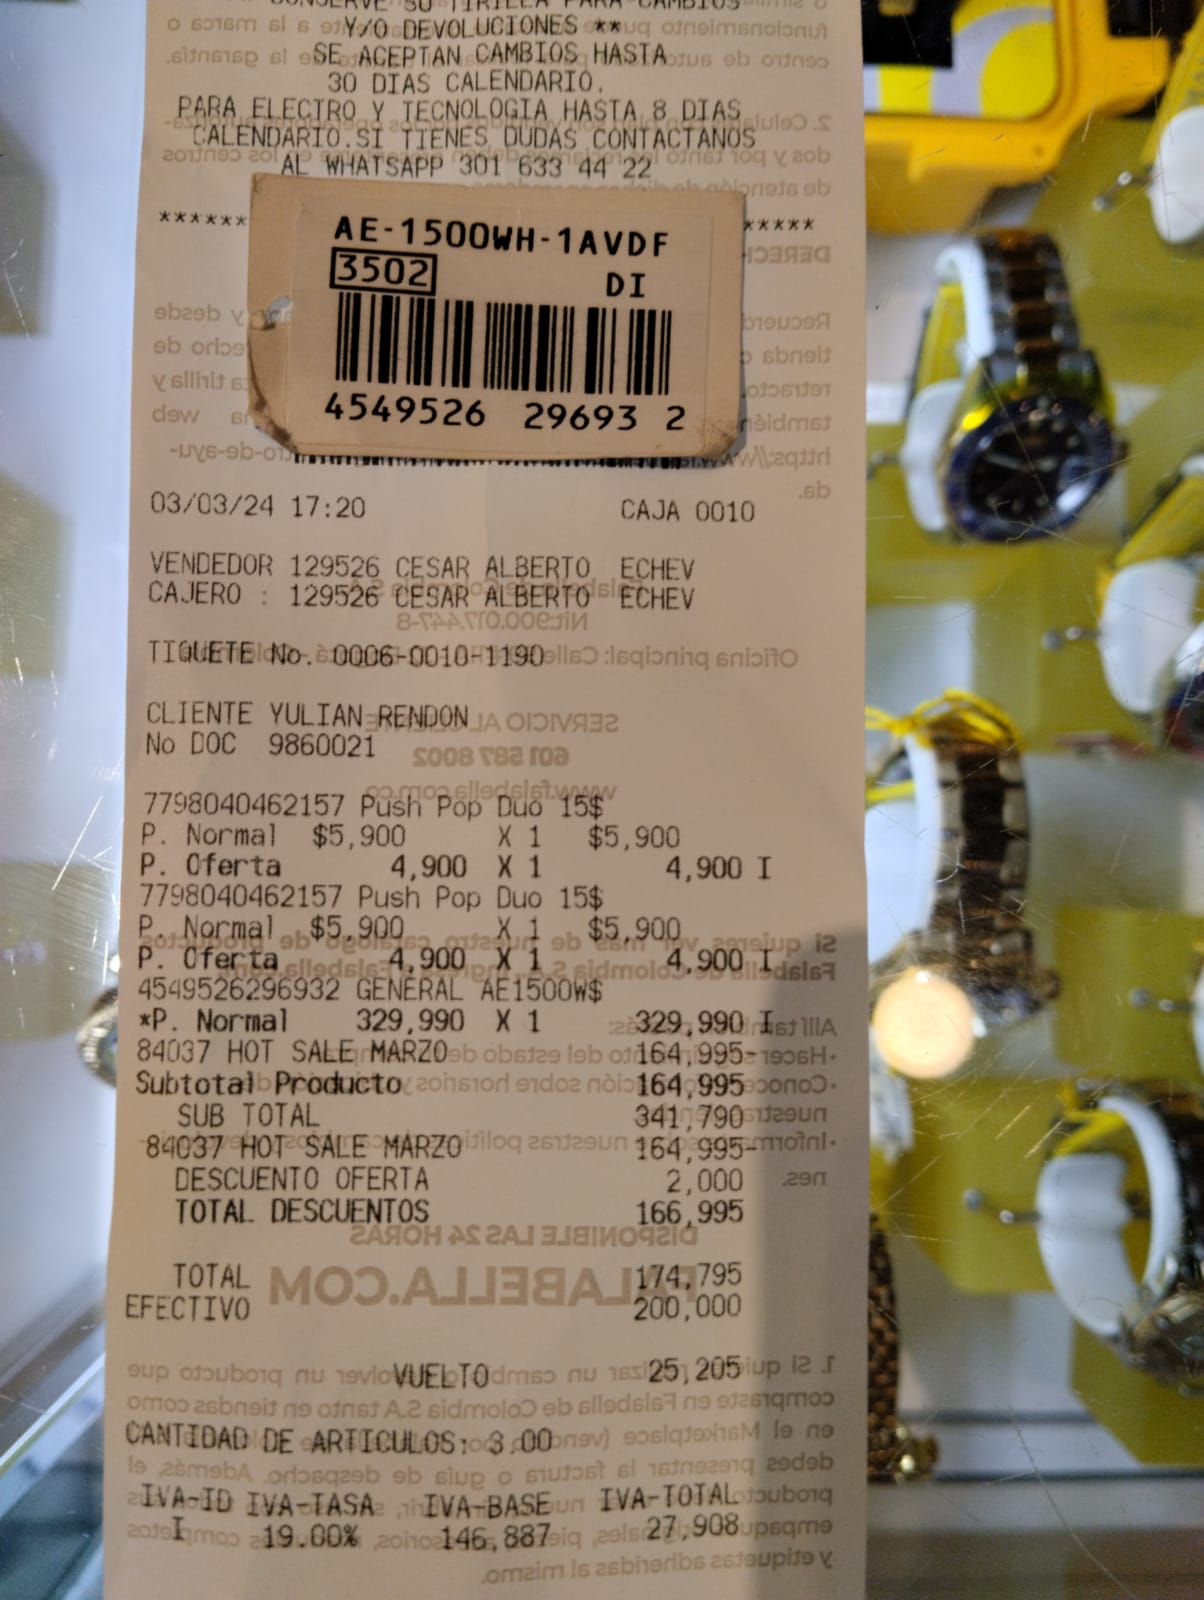 CONSERVE SU TIRILLA PARA CAMBIOS
Y/O DEVOLUCIONES **
SE ACEPTAN CAMBIOS HASTA
30 DIAS CALENDARIO.
PARA ELECTRO Y TECNOLOGIA HASTA 8 DIAS
CALENDARIO.SI TIENES DUDAS CONTACTANOS
AL WHATSAPP 301 633 44 22
AE-1500WH-1AVDF
3502 DI
4549526 29693 2
03/03/24 17:20 CAJA 0010
VENDEDOR 129526 CESAR ALBERTO ECHEV
CAJERO : 129526 CESAR ALBERTO ECHEV
TIQUETE No. 0006-0010-1190
CLIENTE YULIAN RENDON
No DOC 9860021
7798040462157 Push Pop Duo 15$
P. Normal $5,900 X 1 $5,900
P. Oferta 4,900 X 1 4,900 I
7798040462157 Push Pop Duo 15$
P. Normal $5,900 X 1 $5,900
P. Oferta 4,900 X 1 4,900 I
4549526296932 GENERAL AE1500W$
*P. Normal 329,990 X 1 329,990 I
84037 HOT SALE MARZO 164,995-
Subtotal Producto 164,995
SUB TOTAL 341,790
84037 HOT SALE MARZO 164,995-
DESCUENTO OFERTA 2,000
TOTAL DESCUENTOS 166,995
TOTAL 174,795
EFECTIVO 200,000
VUELTO 25,205
CANTIDAD DE ARTICULOS: 3.00
IVA-ID IVA-TASA IVA-BASE IVA-TOTAL
I 19.00% 146,887 27,908